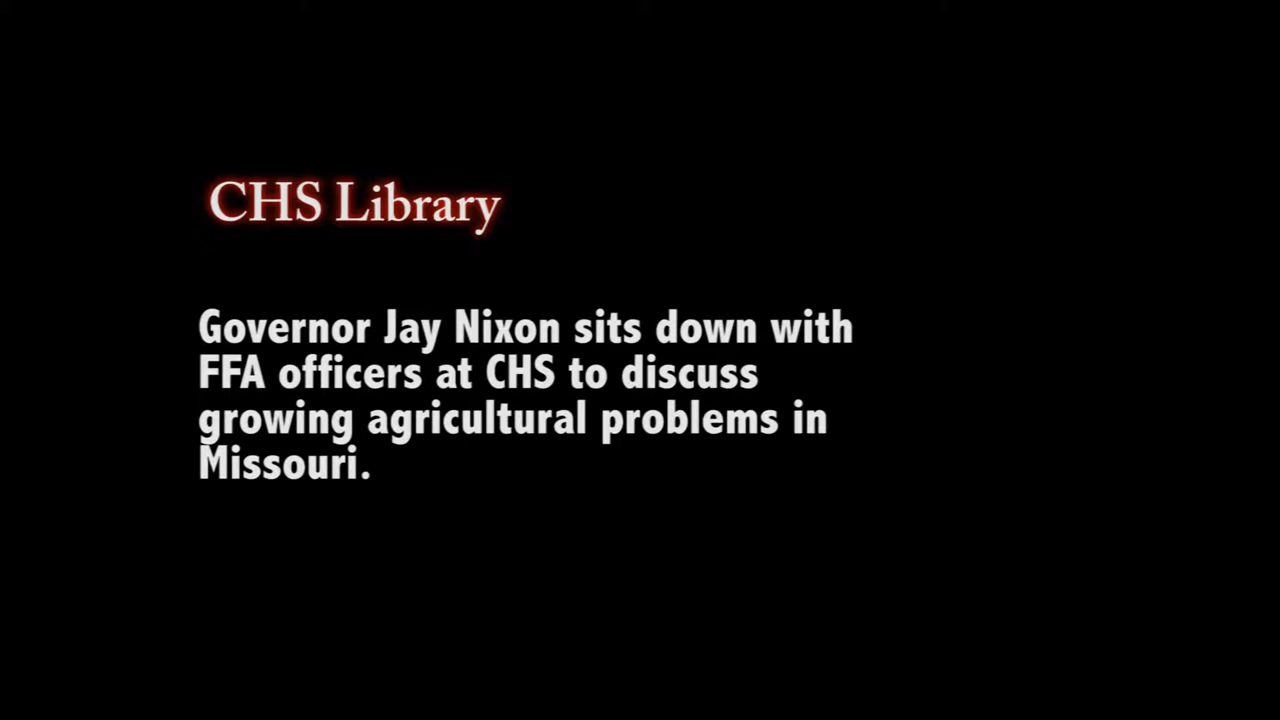 CHS Library
Governor Jay Nixon sits down with
FFA officers at CHS to discuss
growing agricultural problems in
Missouri.